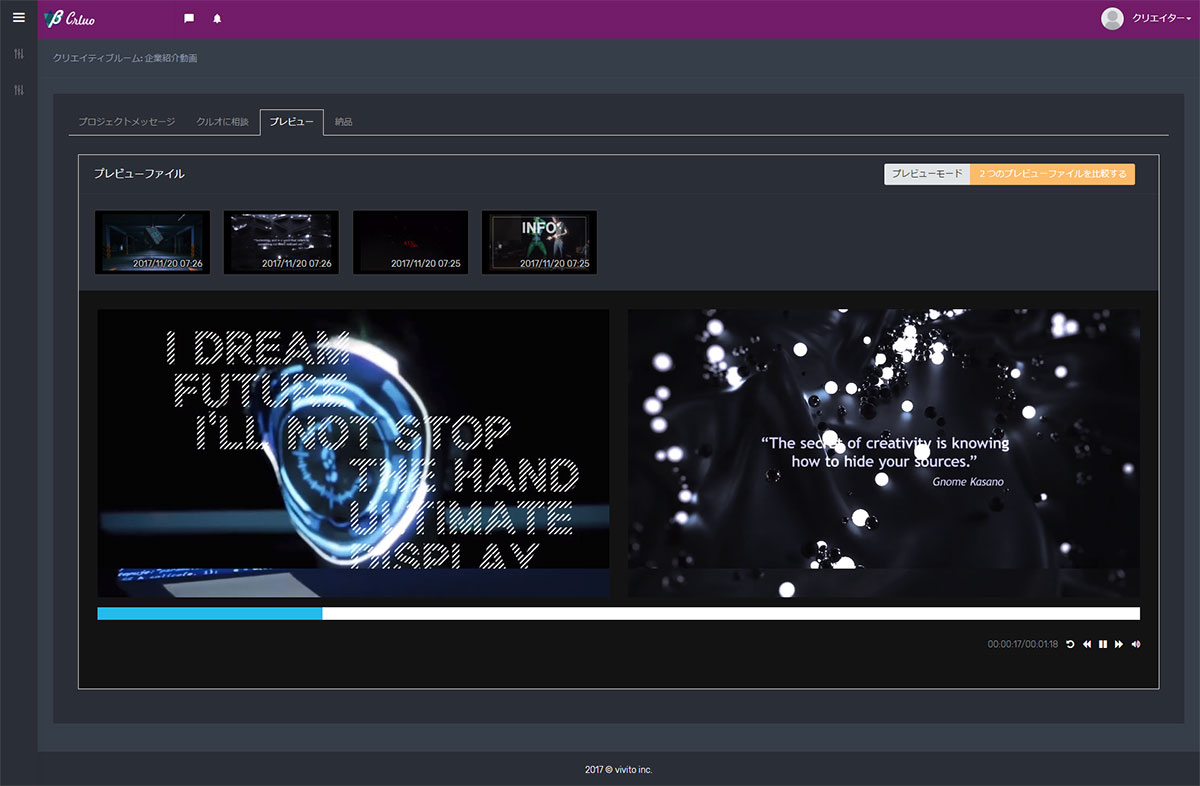 β Crluo
クリエイター
クリエイティブルーム: 企業紹介動画
プロジェクトメッセージ
クルオに相談
プレビュー
納品
プレビューファイル
プレビューモード
2つのプレビューファイルを比較する
2017/11/20 07:26
2017/11/20 07:26
2017/11/20 07:25
INFO
2017/11/20 07:25
I DREAM
FUTURE
I'LL NOT STOP
THE HAND
ULTIMATE
DISPLAY
“The secret of creativity is knowing
how to hide your sources.”
Gnome Kasano
00:00:17/00:01:18
2017 © vivito inc.